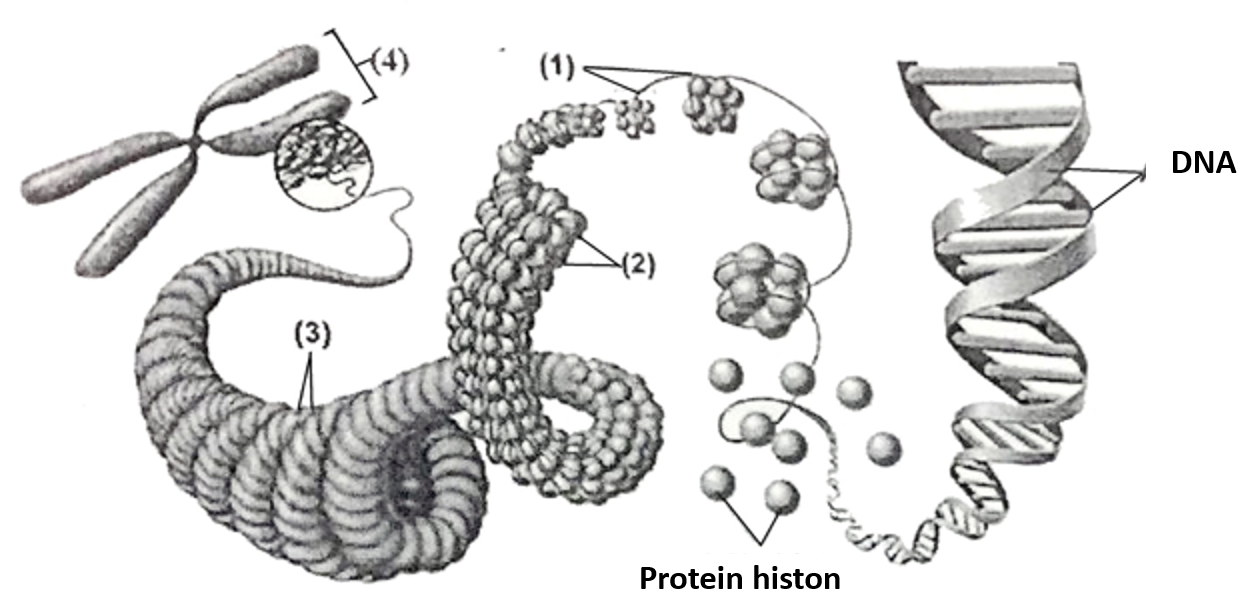 (4)
(1)
DNA
(2)
(3)
Protein histon